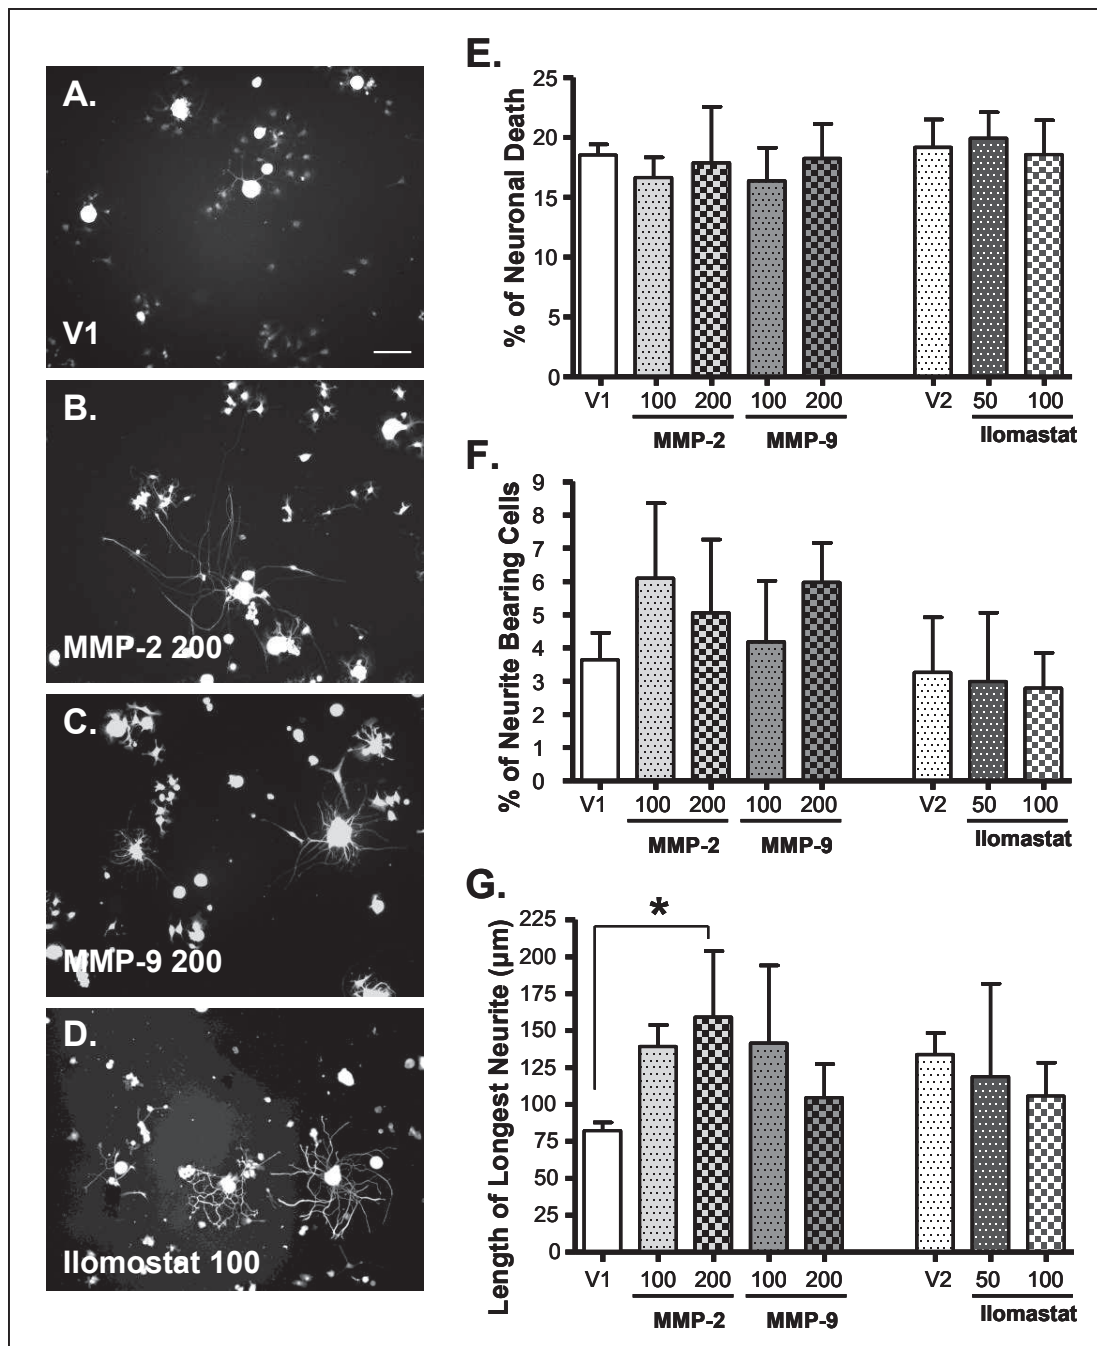 A.
V1
B.
MMP-2 200
C.
MMP-9 200
D.
Ilomostat 100
E.
% of Neuronal Death
25
20
15
10
5
0
V1 100 200 100 200 V2 50 100
MMP-2 MMP-9 Ilomastat
F.
% of Neurite Bearing Cells
9
8
7
6
5
4
3
2
1
0
V1 100 200 100 200 V2 50 100
MMP-2 MMP-9 Ilomastat
G.
Length of Longest Neurite (µm)
225
200
175
150
125
100
75
50
25
0
*
V1 100 200 100 200 V2 50 100
MMP-2 MMP-9 Ilomastat